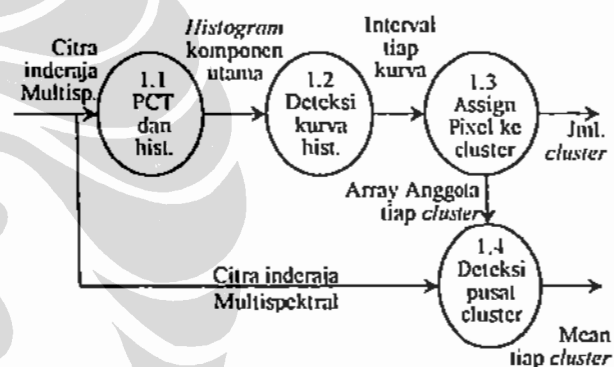 Citra
inderaja
Multisp.
1.1
PCT
dan
hist.
Histogram
komponen
utama
1.2
Deteksi
kurva
hist.
Interval
tiap
kurva
1.3
Assign
Pixel ke
cluster
Jml.
cluster
Array Anggota
tiap cluster
1.4
Deteksi
pusat
cluster
Citra inderaja
Multispektral
Mean
tiap cluster